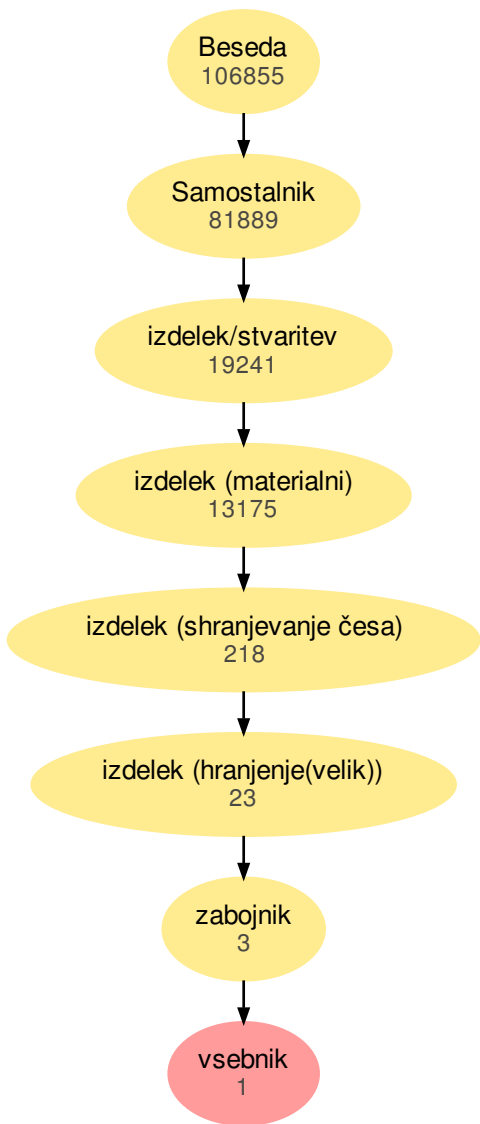 Beseda
106855
Samostalnik
81889
izdelek/stvaritev
19241
izdelek (materialni)
13175
izdelek (shranjevanje česa)
218
izdelek (hranjenje(velik))
23
zabojnik
3
vsebnik
1